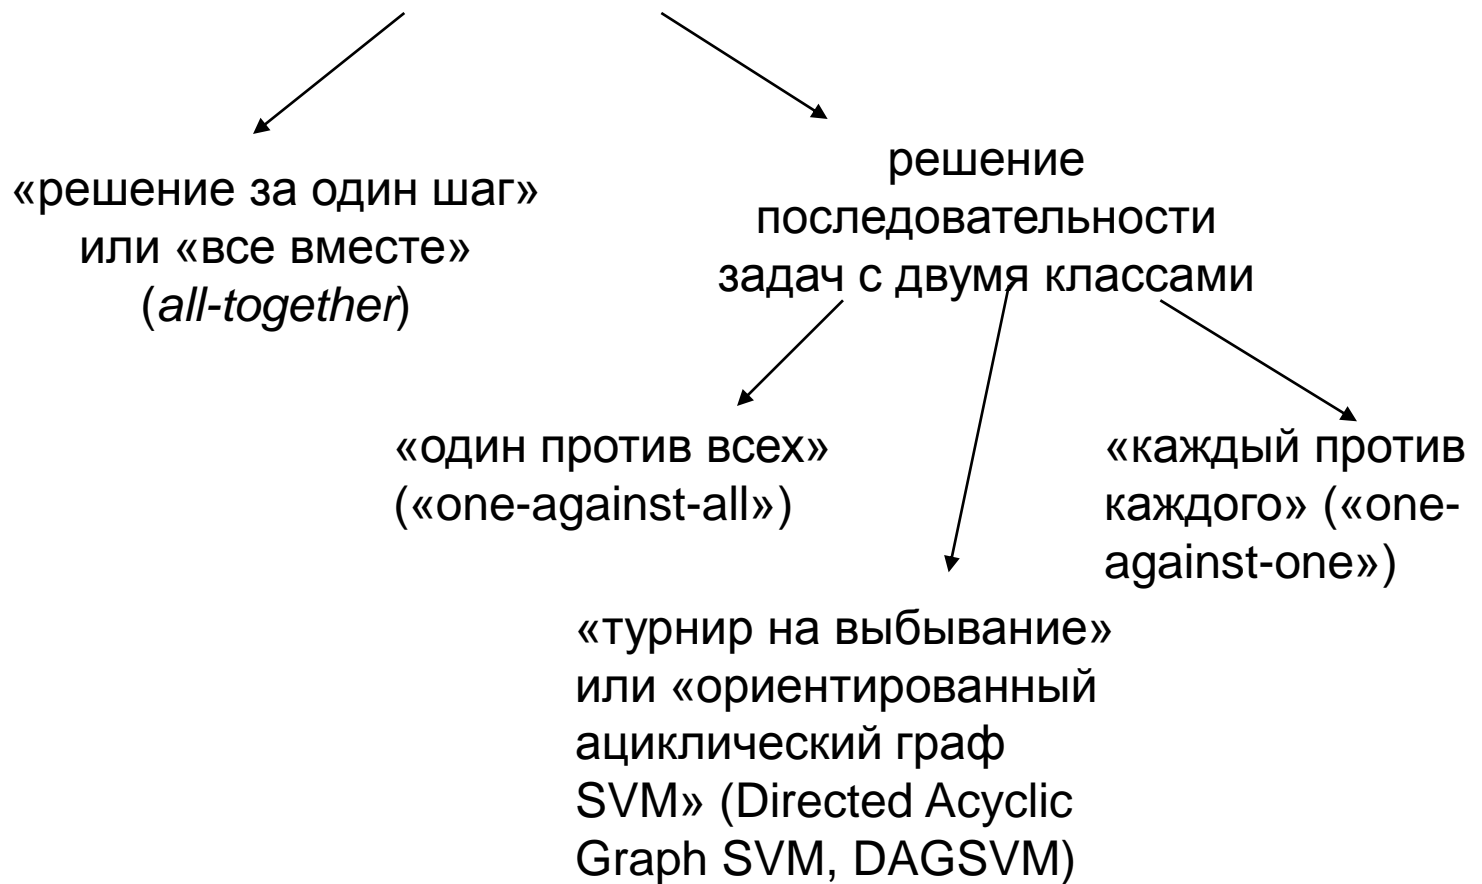 «решение за один шаг»
или «все вместе»
(all-together)
решение
последовательности
задач с двумя классами
«один против всех»
(«one-against-all»)
«каждый против
каждого» («one-
against-one»)
«турнир на выбывание»
или «ориентированный
ациклический граф
SVM» (Directed Acyclic
Graph SVM, DAGSVM)